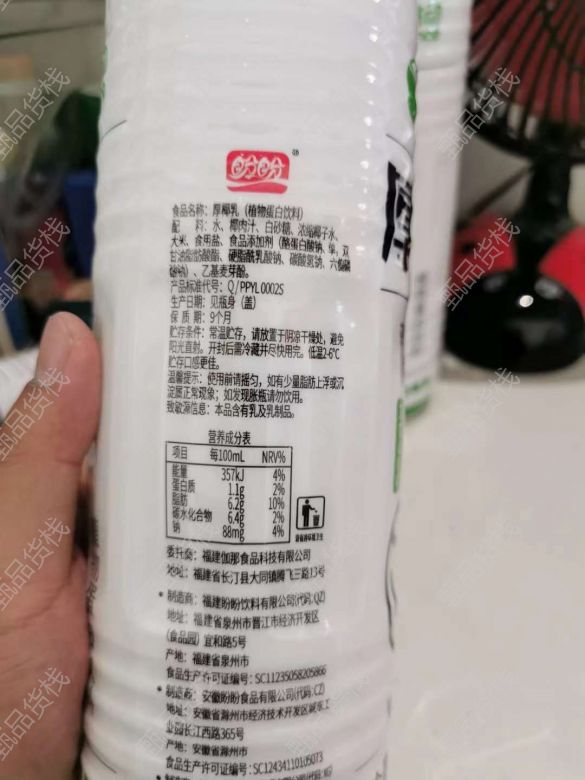 盼盼
食品名称：厚椰乳（植物蛋白饮料）
配 料：水、椰肉汁、白砂糖、浓缩椰子水、
大米、食用盐、食品添加剂（酪蛋白酸钠、单，双
甘油脂肪酸酯、硬脂酰乳酸钠、碳酸氢钠、六偏磷
酸钠）、乙基麦芽酚。
产品标准代号：Q/PPYL 0002S
生产日期：见瓶身（盖）
保 质 期：9个月
贮存条件：常温贮存，请放置于阴凉干燥处，避免
阳光直射。开封后需冷藏并尽快用完。低温2-6℃
贮存口感更佳。
温馨提示：使用前请摇匀，如有少量脂肪上浮或沉
淀质正常现象；如发现胀瓶请勿饮用。
致敏源信息：本品含有乳及乳制品。
营养成分表
项目 每100mL NRV%
能量 357kJ 4%
蛋白质 1.1g 2%
脂肪 6.2g 10%
碳水化合物 6.4g 2%
钠 88mg 4%
委托商：福建伽那食品科技有限公司
地址：福建省长汀县大同镇腾飞三路13号
制造商：福建盼盼饮料有限公司(代码:QZ)
地址：福建省泉州市晋江市经济开发区
(食品园）宜和路5号
产地：福建省泉州市
食品生产许可证编号：SC11235058205866
制造商：安徽盼盼食品有限公司(代码:CZ)
地址：安徽省滁州市经济技术开发区城东工
业园长江西路365号
产地：安徽省滁州市
食品生产许可证编号：SC12434110105073
甄品货栈